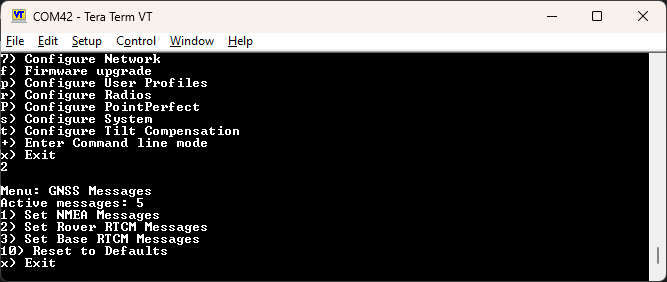 VT COM42 - Tera Term VT
File Edit Setup Control Window Help
7) Configure Network
f) Firmware upgrade
p) Configure User Profiles
r) Configure Radios
P) Configure PointPerfect
s) Configure System
t) Configure Tilt Compensation
+) Enter Command line mode
x) Exit
2
Menu: GNSS Messages
Active messages: 5
1) Set NMEA Messages
2) Set Rover RTCM Messages
3) Set Base RTCM Messages
10) Reset to Defaults
x) Exit